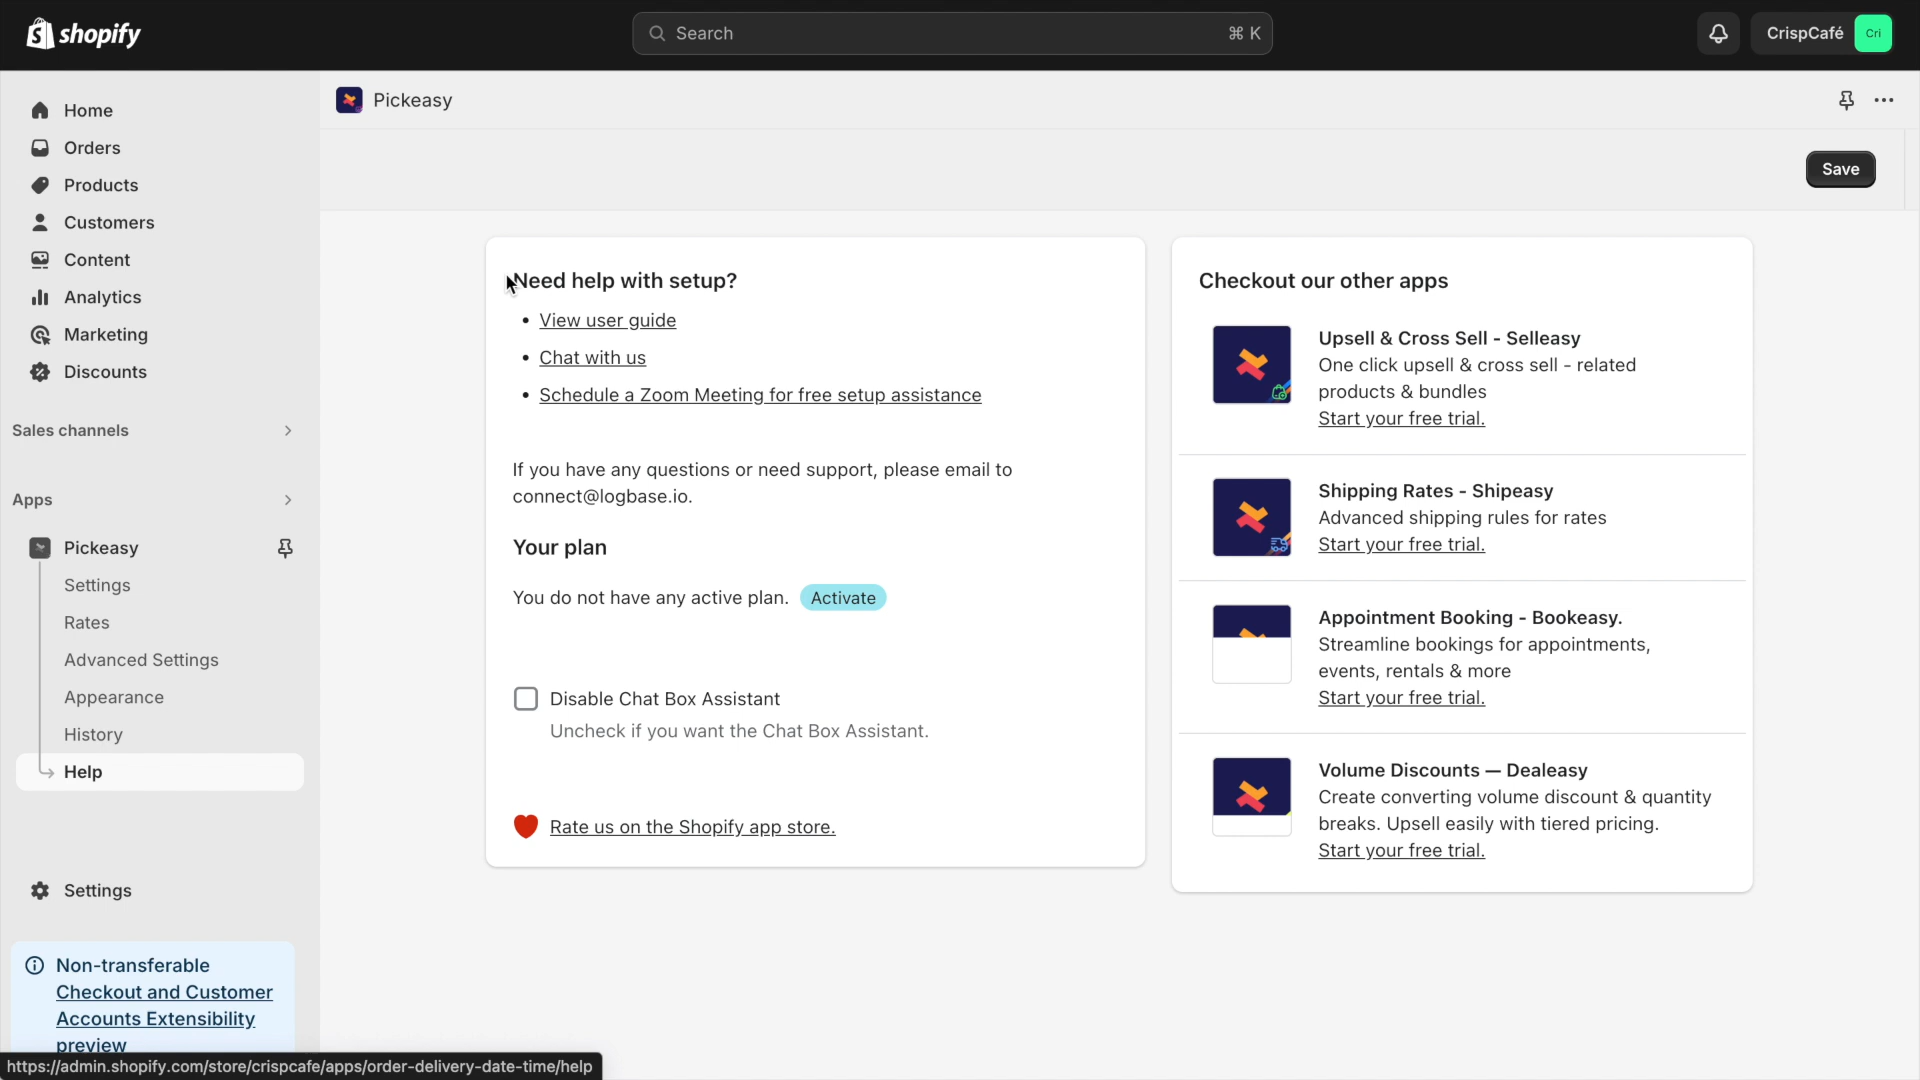 shopify
Search
⌘ K
CrispCafé
Cri
Home
Orders
Products
Customers
Content
Analytics
Marketing
Discounts
Sales channels
Apps
Pickeasy
Settings
Rates
Advanced Settings
Appearance
History
Help
Settings
Non-transferable
Checkout and Customer
Accounts Extensibility
preview
https://admin.shopify.com/store/crispcafe/apps/order-delivery-date-time/help
Pickeasy
Save
Need help with setup?
• View user guide
• Chat with us
• Schedule a Zoom Meeting for free setup assistance
If you have any questions or need support, please email to
connect@logbase.io.
Your plan
You do not have any active plan. Activate
Disable Chat Box Assistant
Uncheck if you want the Chat Box Assistant.
Rate us on the Shopify app store.
Checkout our other apps
Upsell & Cross Sell - Selleasy
One click upsell & cross sell - related
products & bundles
Start your free trial.
Shipping Rates - Shipeasy
Advanced shipping rules for rates
Start your free trial.
Appointment Booking - Bookeasy.
Streamline bookings for appointments,
events, rentals & more
Start your free trial.
Volume Discounts — Dealeasy
Create converting volume discount & quantity
breaks. Upsell easily with tiered pricing.
Start your free trial.